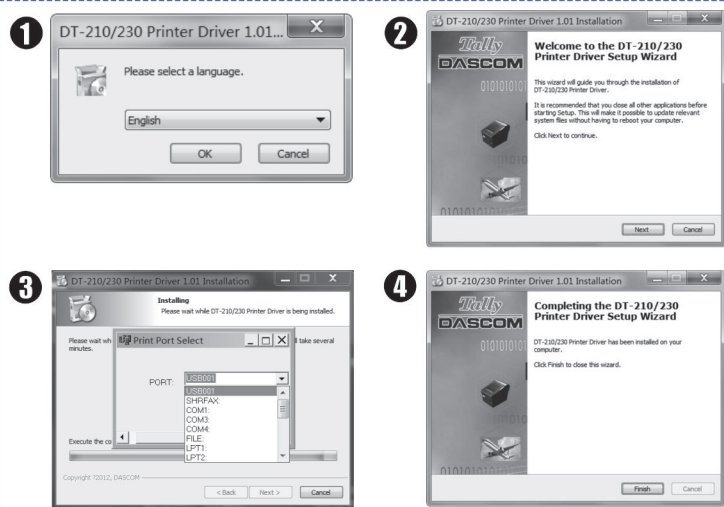 1
DT-210/230 Printer Driver 1.01... X
Please select a language.
English
OK Cancel
2
DT-210/230 Printer Driver 1.01 Installation
Tally
DASCOM
Welcome to the DT-210/230
Printer Driver Setup Wizard
This wizard will guide you through the installation of
DT-210/230 Printer Driver.
It is recommended that you close all other applications before
starting Setup. This will make it possible to update relevant
system files without having to reboot your computer.
Click Next to continue.
Next Cancel
3
DT-210/230 Printer Driver 1.01 Installation X
Installing
Please wait while DT-210/230 Printer Driver is being installed.
Please wait wh
l take several
minutes.
Print Port Select
PORT: USB001
USB001
SHRFAX:
COM1:
COM3:
COM4:
FILE:
LPT1:
LPT2:
Execute the co
Copyright ?2012, DASCOM
< Back Next > Cancel
4
DT-210/230 Printer Driver 1.01 Installation
Tally
DASCOM
Completing the DT-210/230
Printer Driver Setup Wizard
DT-210/230 Printer Driver has been installed on your
computer.
Click Finish to close this wizard.
Finish Cancel